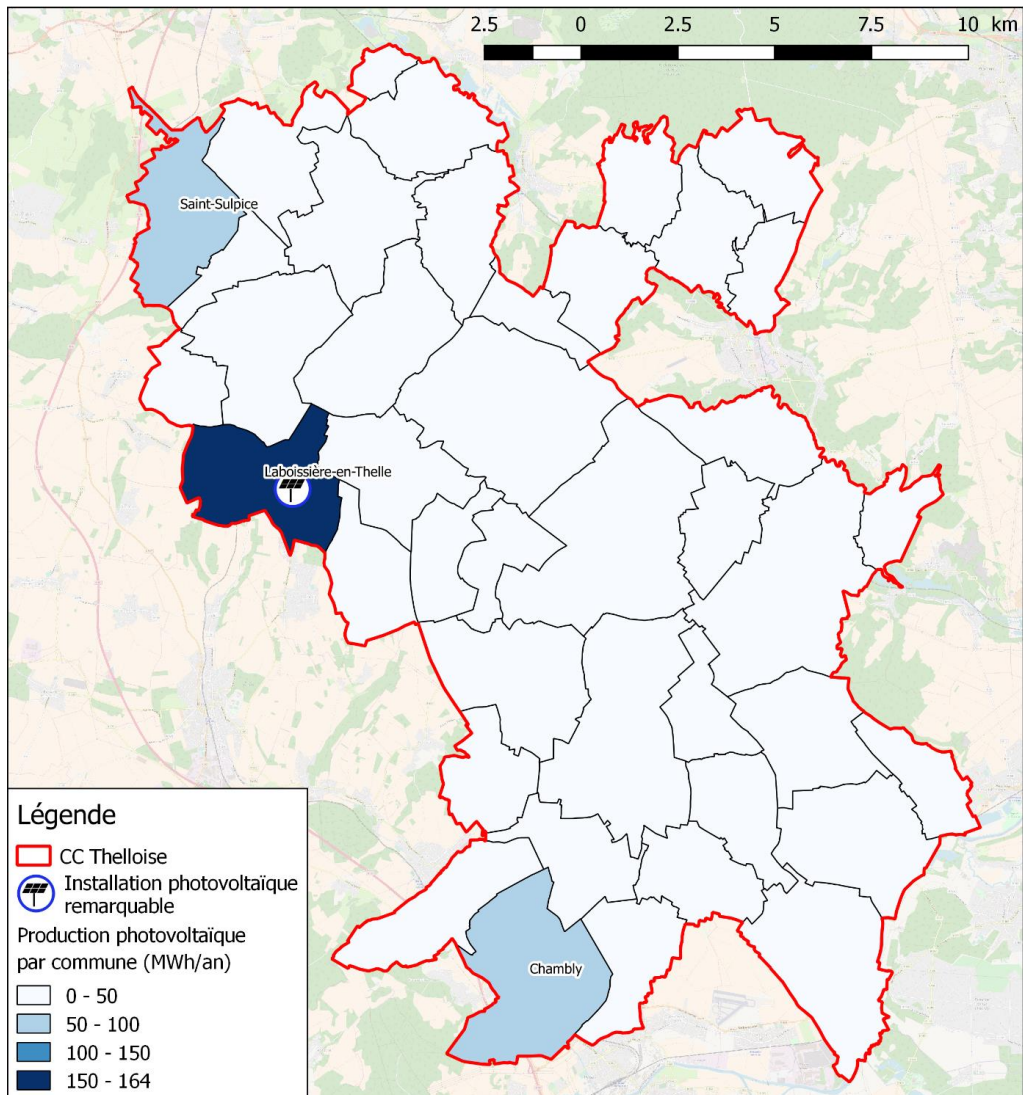 2.5 0 2.5 5 7.5 10 km
Saint-Sulpice
Laboissière-en-Thelle
Chambly
Légende
CC Thelloise
Installation photovoltaïque
remarquable
Production photovoltaïque
par commune (MWh/an)
0 - 50
50 - 100
100 - 150
150 - 164